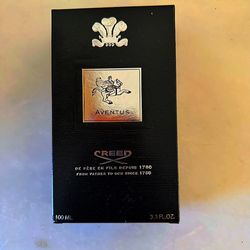 AVENTUS
CREED
DE PÈRE EN FILS DEPUIS 1760
FROM FATHER TO SON SINCE 1760
100 ML 3.3 FL.OZ.